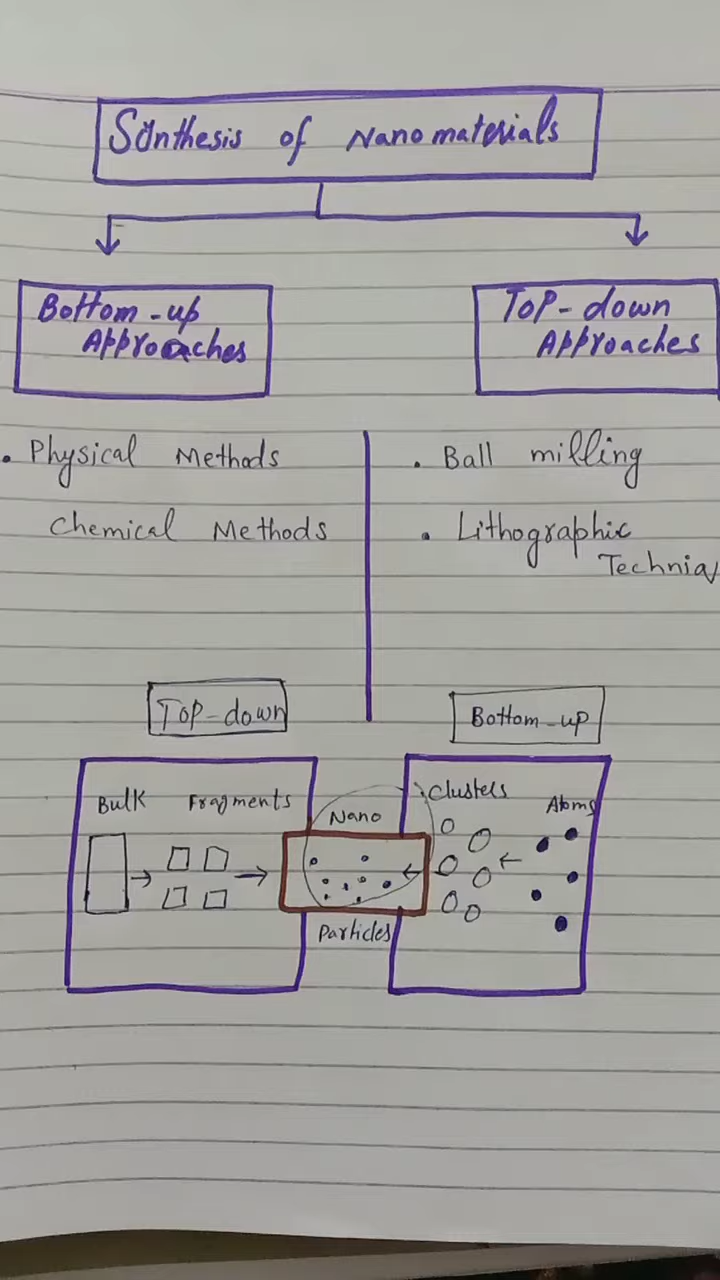 Synthesis of Nanomaterials
Bottom-up
Approaches
Top-down
Approaches
. Physical Methods
Chemical Methods
. Ball milling
. Lithographic
Techniq
Top-down
Bottom-up
Bulk Fragments
Nano
Clusters
Atoms
Particles